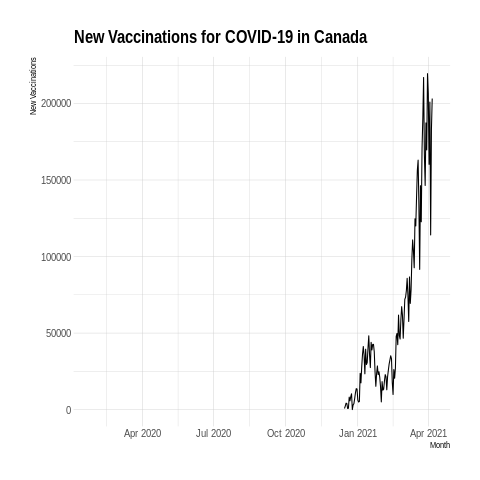 New Vaccinations for COVID-19 in Canada
New Vaccinations
200000
150000
100000
50000
0
Apr 2020 Jul 2020 Oct 2020 Jan 2021 Apr 2021
Month